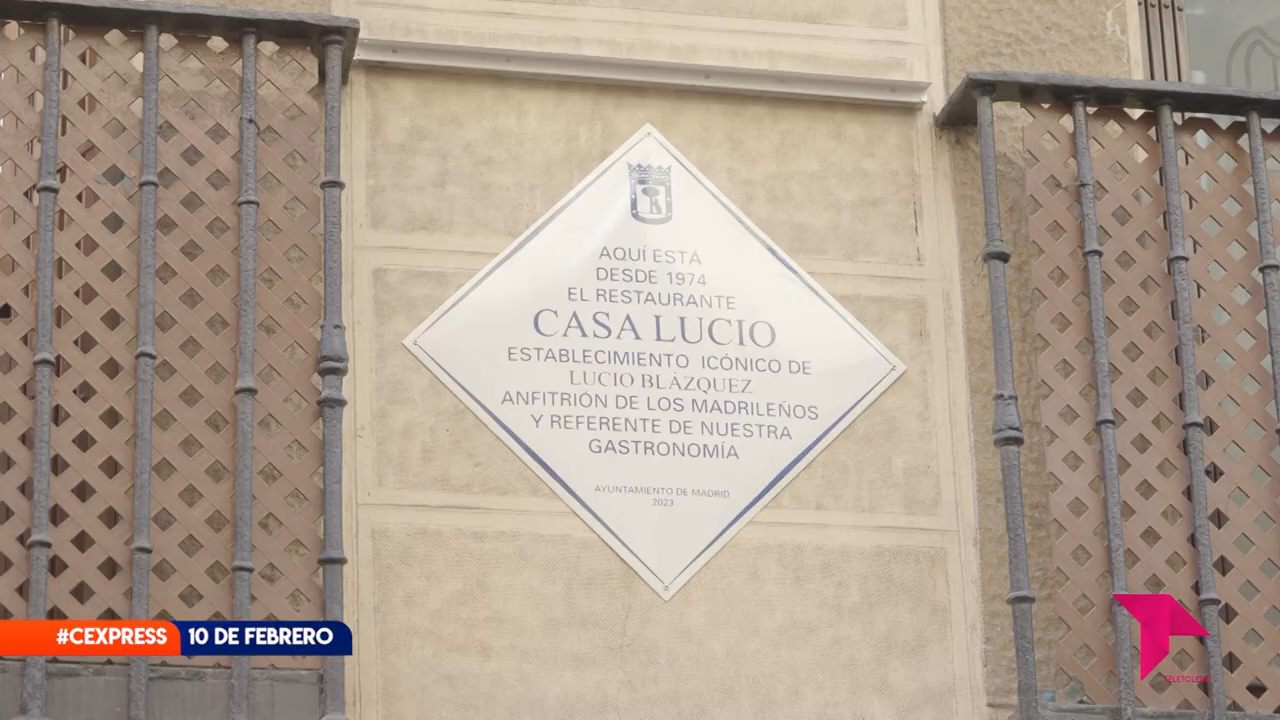 AQUÍ ESTÁ
DESDE 1974
EL RESTAURANTE
CASA LUCIO
ESTABLECIMIENTO ICÓNICO DE
LUCIO BLÁZQUEZ
ANFITRIÓN DE LOS MADRILEÑOS
Y REFERENTE DE NUESTRA
GASTRONOMÍA
AYUNTAMIENTO DE MADRID
2023
#CEXPRESS 10 DE FEBRERO